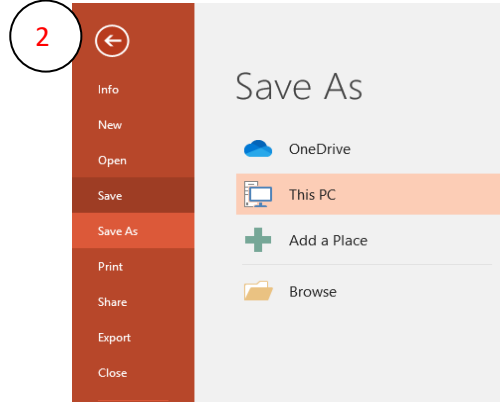 2
Info
New
Open
Save
Save As
Print
Share
Export
Close
Save As
OneDrive
This PC
Add a Place
Browse